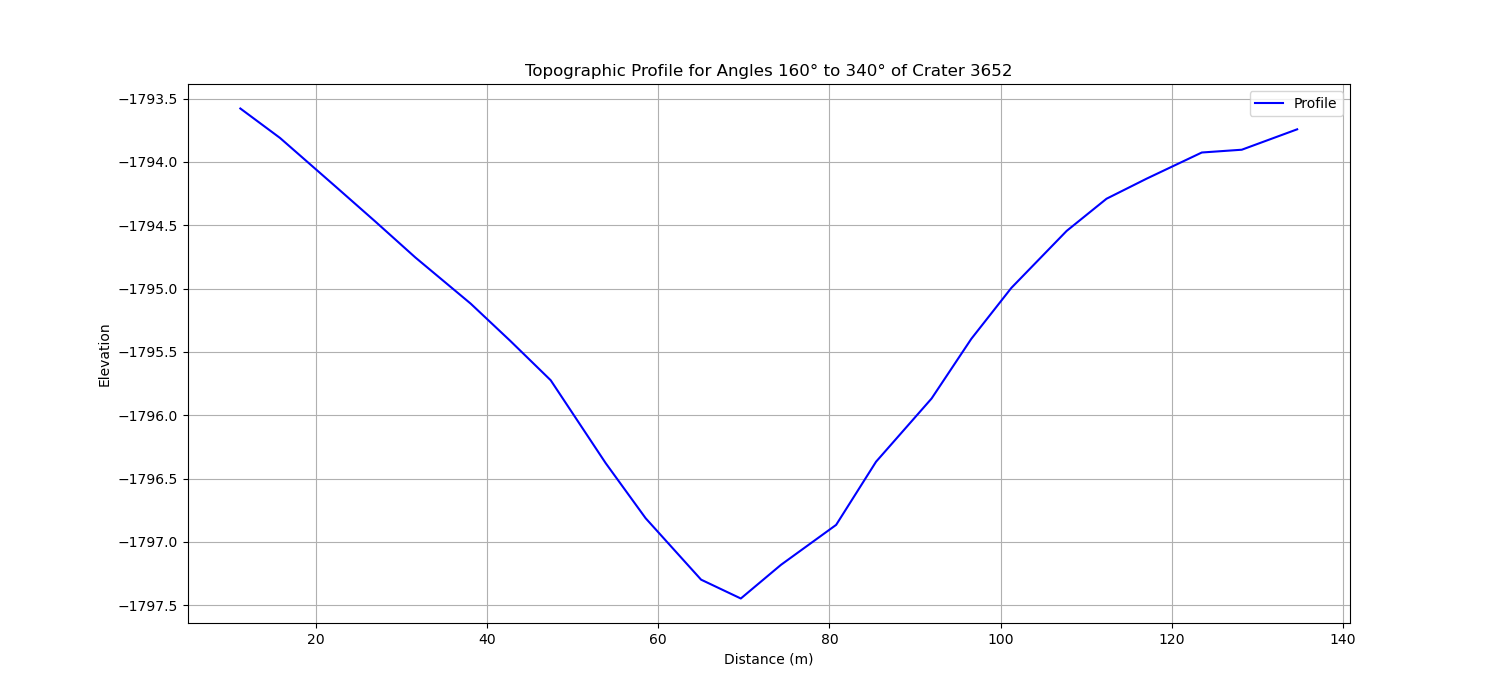 Topographic Profile for Angles 160° to 340° of Crater 3652
Profile
Elevation
−1793.5
−1794.0
−1794.5
−1795.0
−1795.5
−1796.0
−1796.5
−1797.0
−1797.5
20 40 60 80 100 120 140
Distance (m)